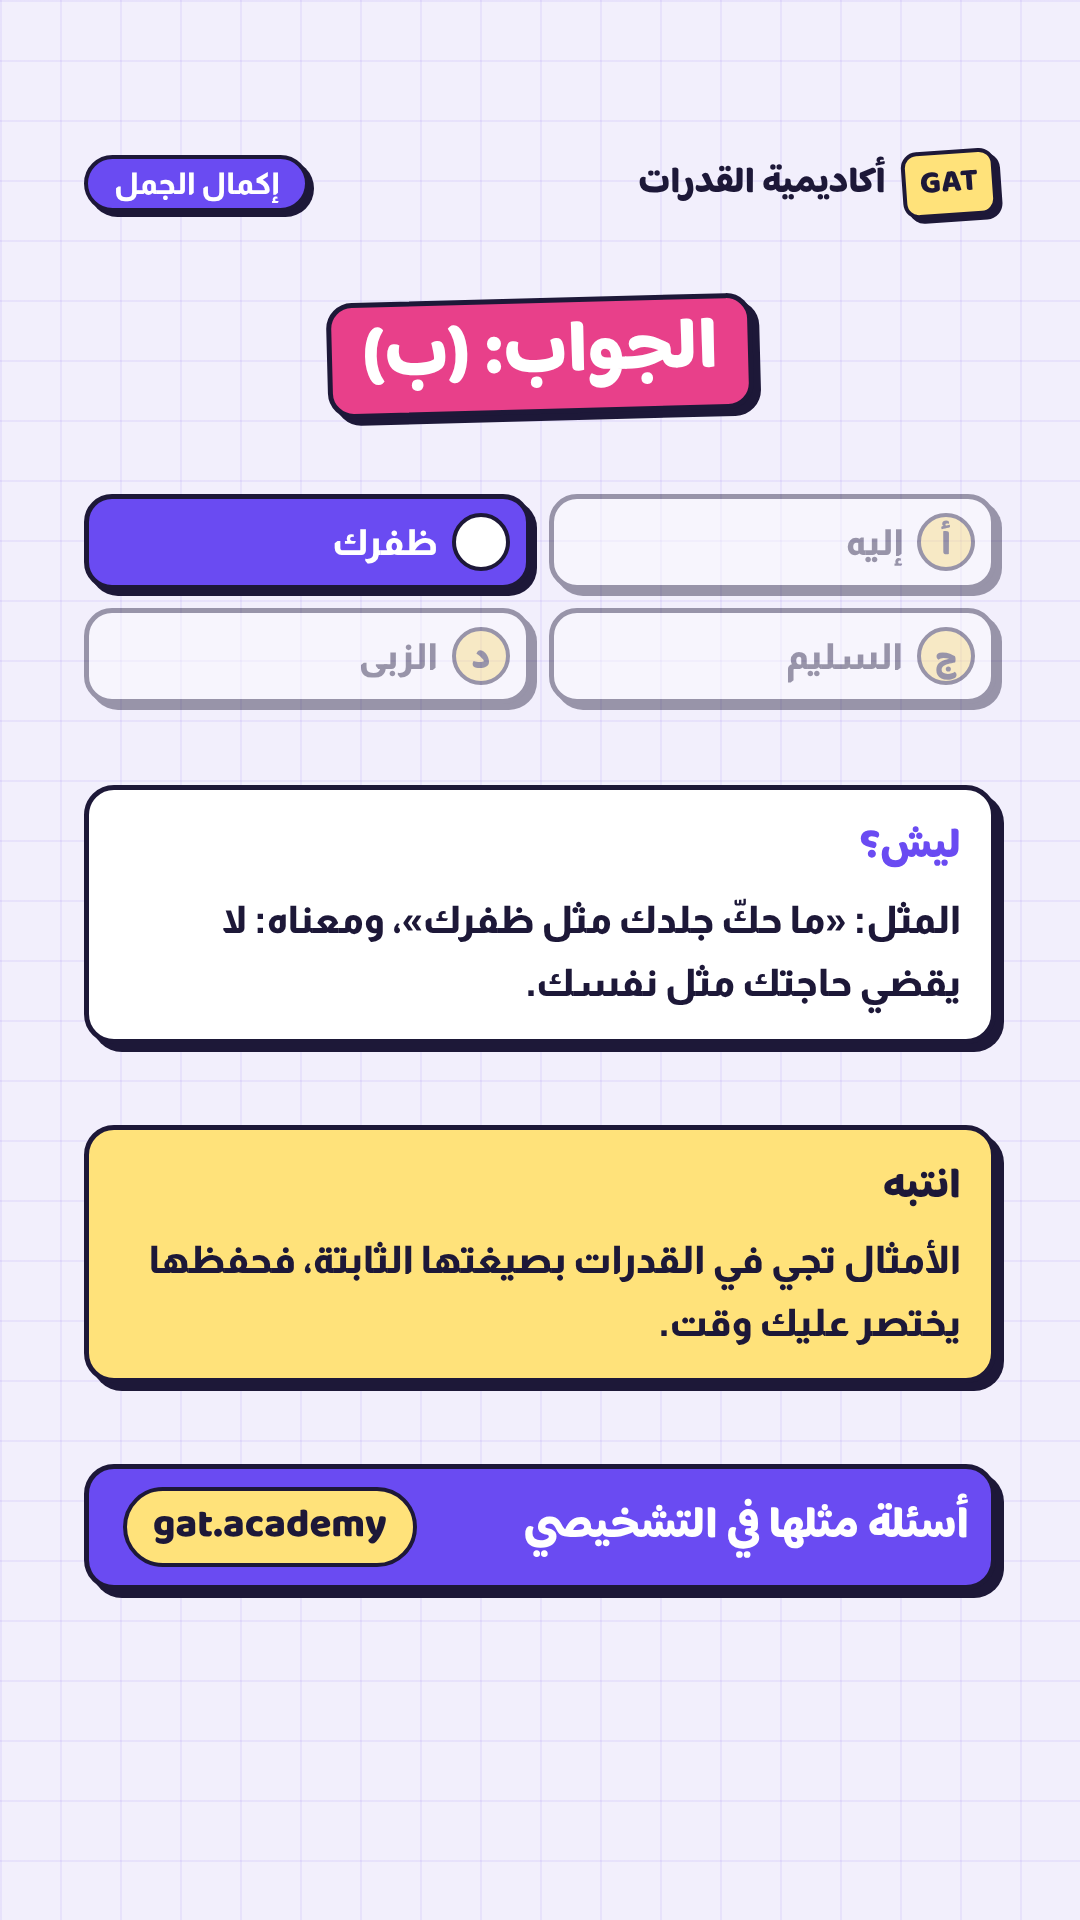 GAT
أكاديمية القدرات
إكمال الجمل
الجواب: (ب)
أ إليه
ظفرك
ج السليم
د الزبى
ليش؟
المثل: «ما حكّ جلدك مثل ظفرك»، ومعناه: لا
يقضي حاجتك مثل نفسك.
انتبه
الأمثال تجي في القدرات بصيغتها الثابتة، فحفظها
يختصر عليك وقت.
أسئلة مثلها في التشخيصي
gat.academy